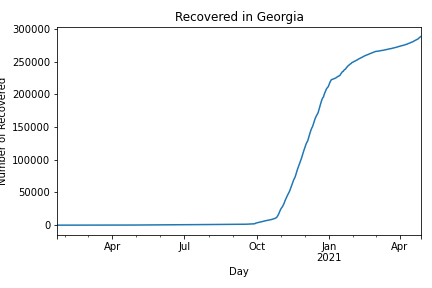 Recovered in Georgia
Number of Recovered
300000
250000
200000
150000
100000
50000
0
Apr
Jul
Oct
Jan
2021
Apr
Day